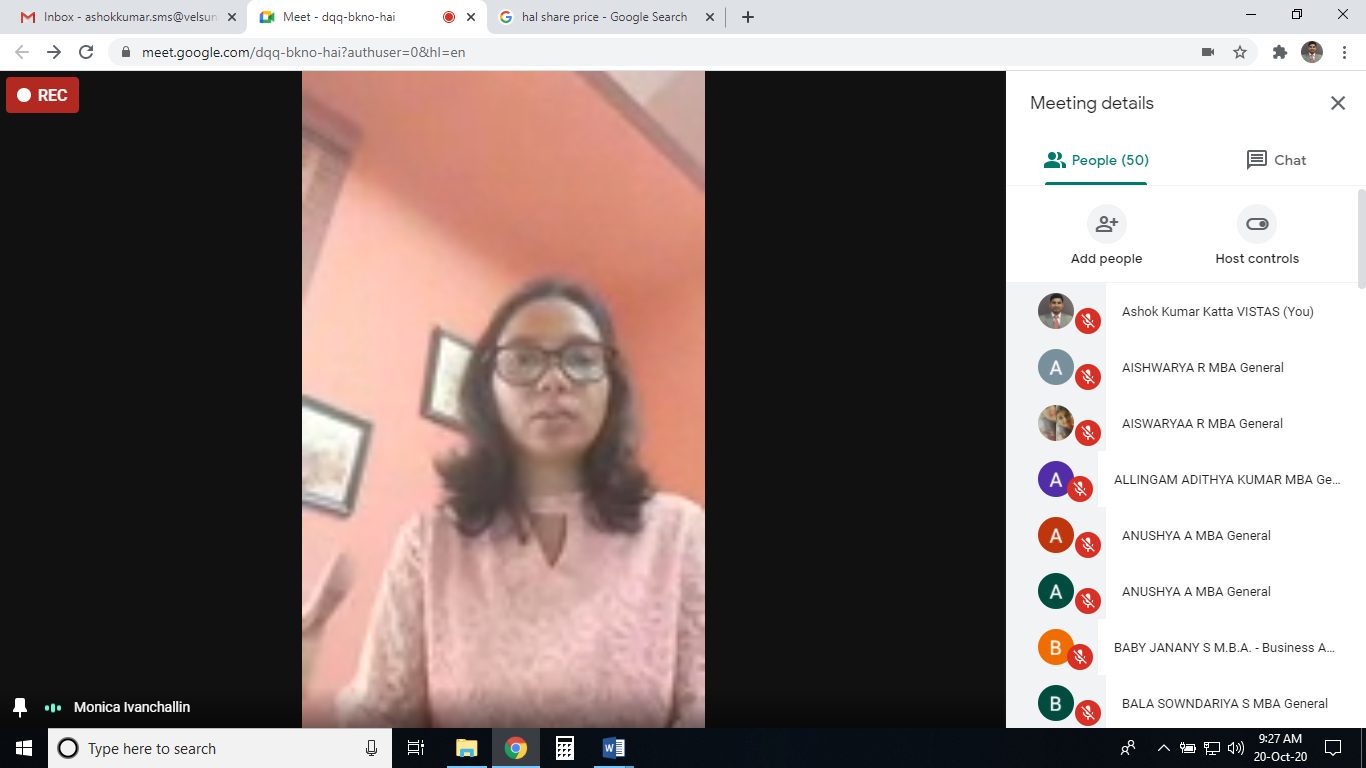 Inbox - ashokkumar.sms@velsun
Meet - dqq-bkno-hai
hal share price - Google Search
meet.google.com/dqq-bkno-hai?authuser=0&hl=en
REC
Meeting details
People (50)
Chat
Add people
Host controls
Ashok Kumar Katta VISTAS (You)
A
AISHWARYA R MBA General
AISWARYAA R MBA General
A
ALLINGAM ADITHYA KUMAR MBA Ge...
A
ANUSHYA A MBA General
A
ANUSHYA A MBA General
B
BABY JANANY S M.B.A. - Business A...
B
BALA SOWNDARIYA S MBA General
Monica Ivanchallin
Type here to search
9:27 AM
20-Oct-20